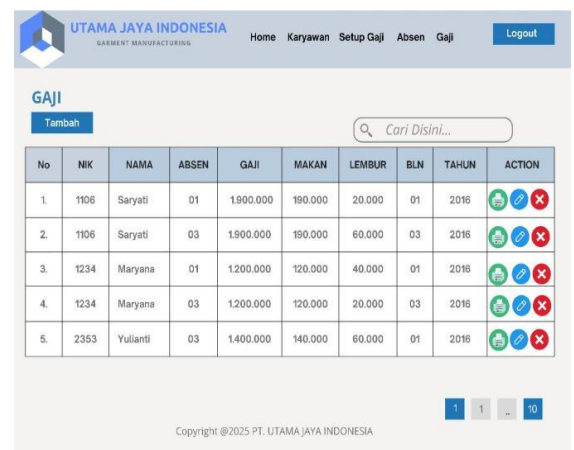 UTAMA JAYA INDONESIA
GARMENT MANUFACTURING
Home Karyawan Setup Gaji Absen Gaji Logout
GAJI
Tambah
Cari Disini...
No NIK NAMA ABSEN GAJI MAKAN LEMBUR BLN TAHUN ACTION
1. 1106 Saryati 01 1.900.000 190.000 20.000 01 2016
2. 1106 Saryati 03 1.900.000 190.000 60.000 03 2016
3. 1234 Maryana 01 1.200.000 120.000 40.000 01 2016
4. 1234 Maryana 03 1.200.000 120.000 20.000 03 2016
5. 2353 Yulianti 03 1.400.000 140.000 60.000 01 2016
1 1 .. 10
Copyright @2025 PT. UTAMA JAYA INDONESIA